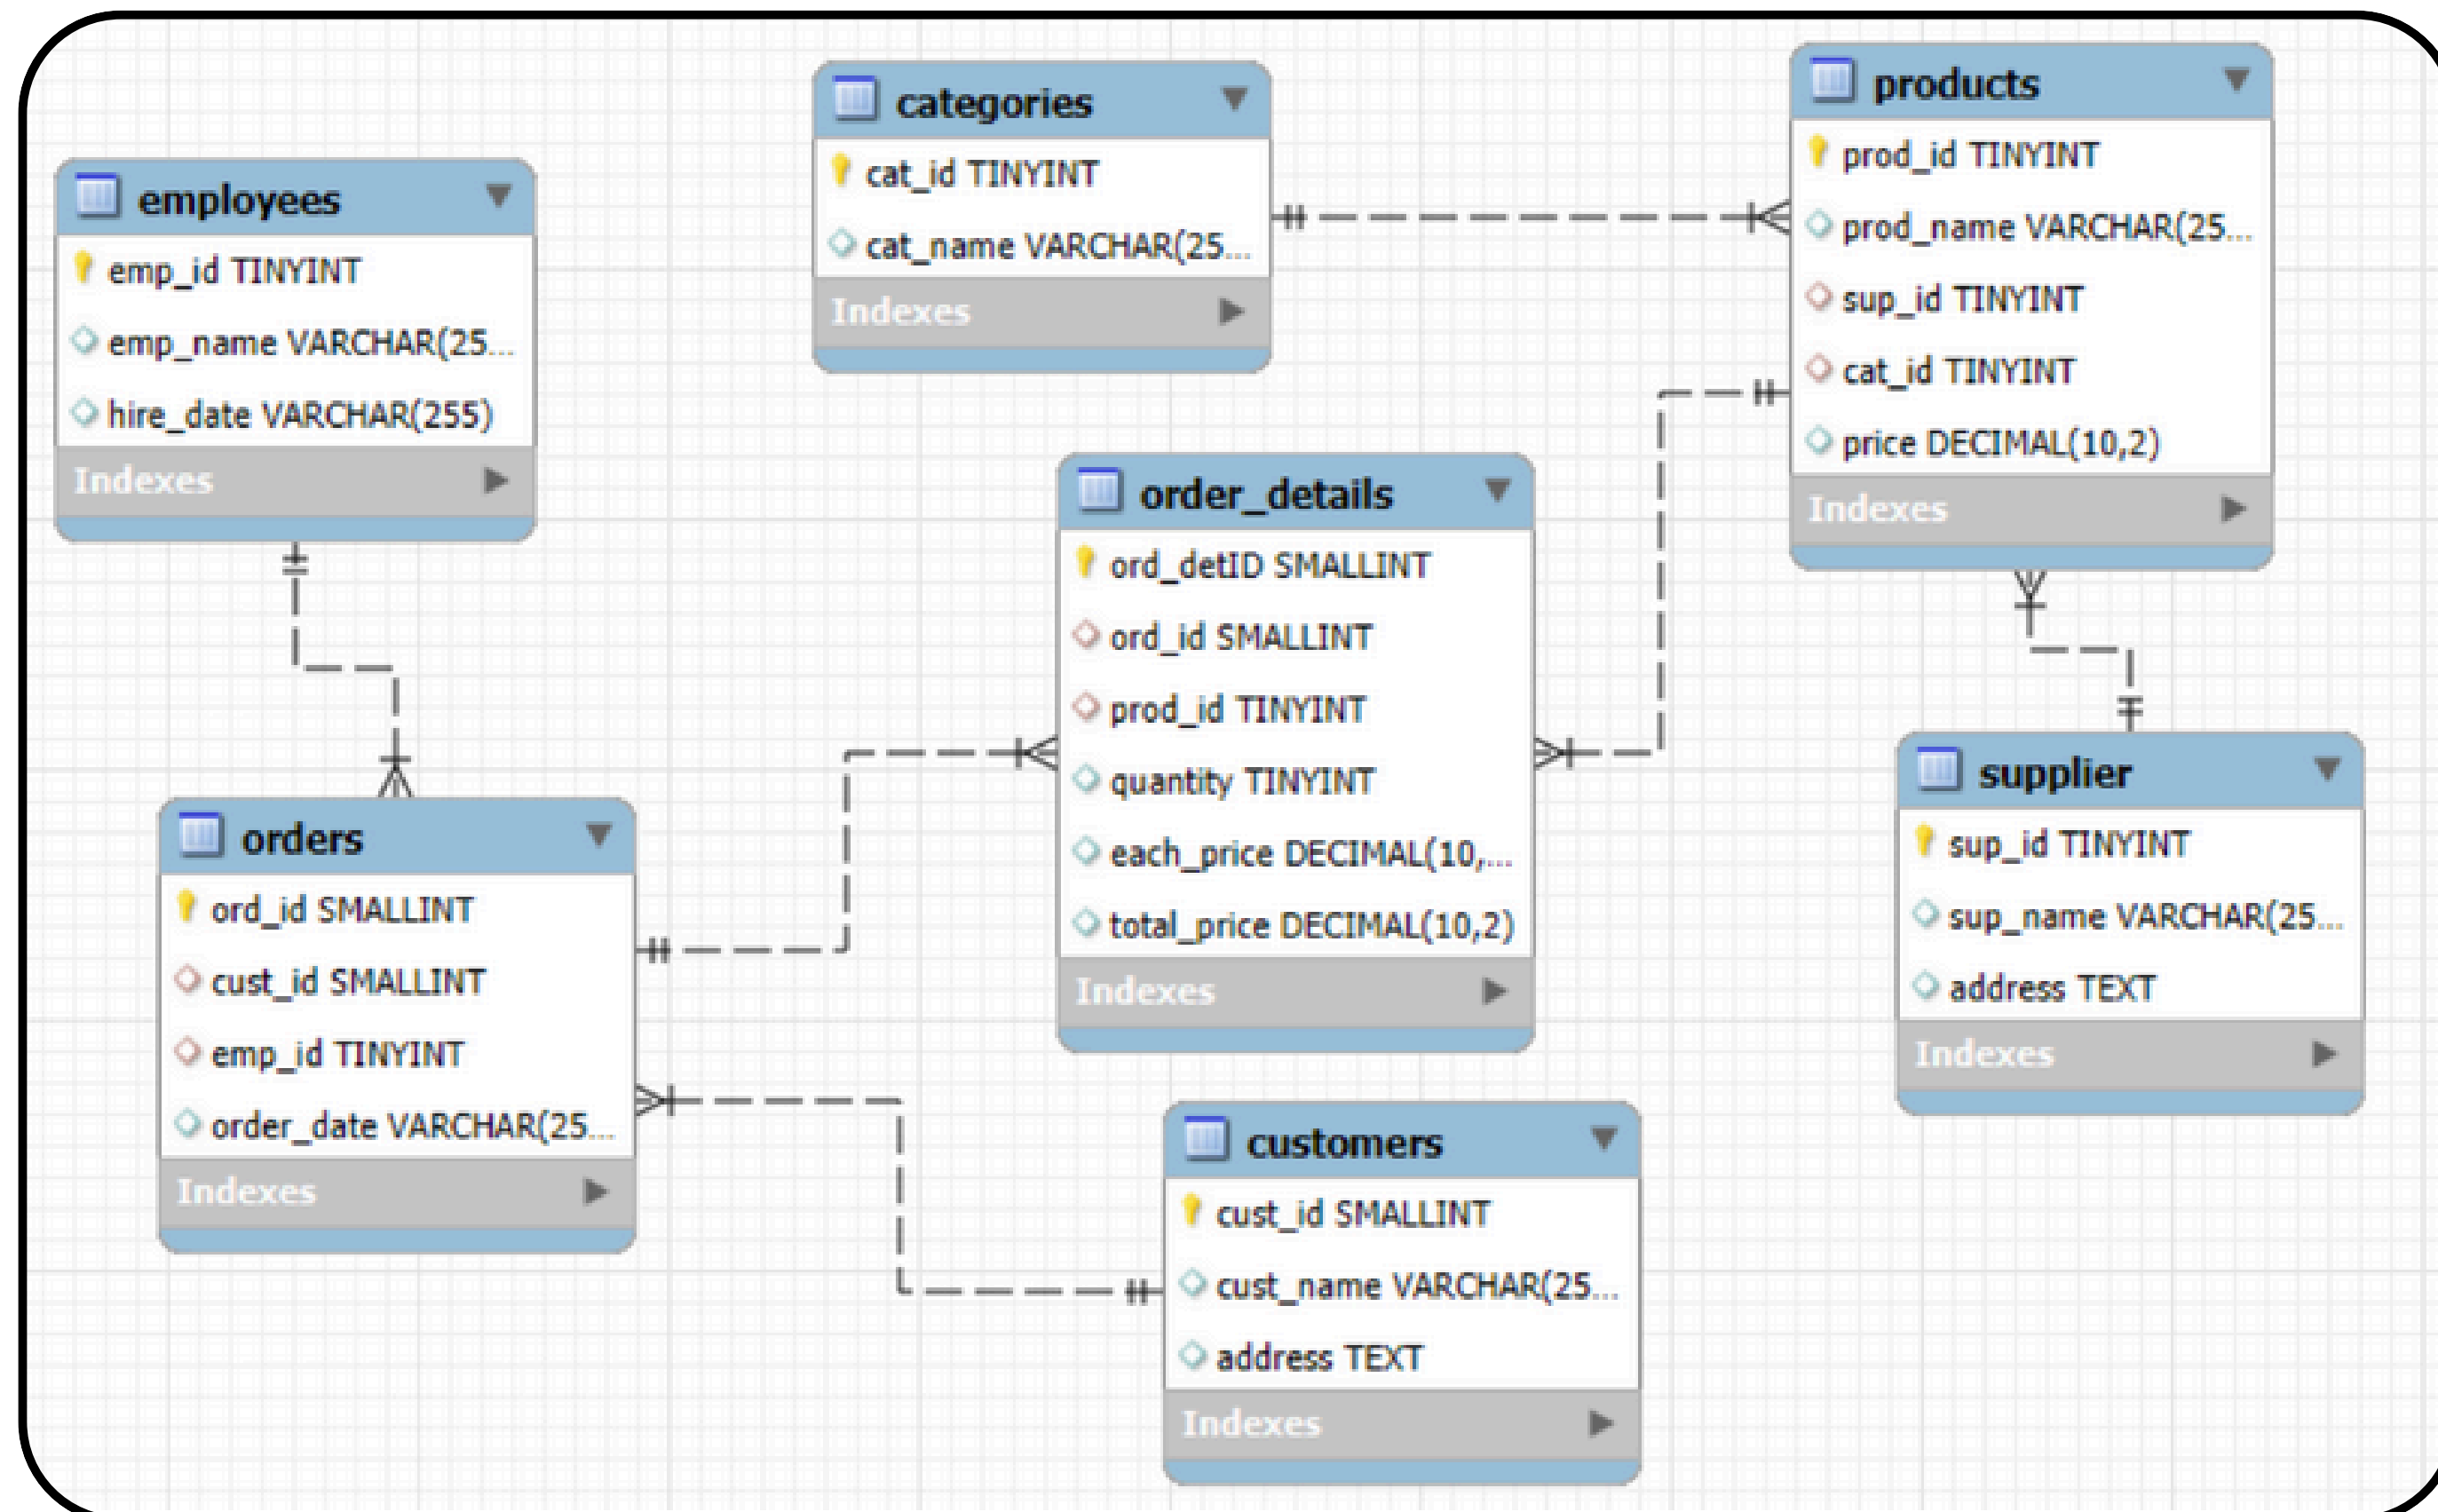 employees
emp_id TINYINT
emp_name VARCHAR(25...
hire_date VARCHAR(255)
Indexes
categories
cat_id TINYINT
cat_name VARCHAR(25...
Indexes
products
prod_id TINYINT
prod_name VARCHAR(25...
sup_id TINYINT
cat_id TINYINT
price DECIMAL(10,2)
Indexes
order_details
ord_detID SMALLINT
ord_id SMALLINT
prod_id TINYINT
quantity TINYINT
each_price DECIMAL(10,...
total_price DECIMAL(10,2)
Indexes
supplier
sup_id TINYINT
sup_name VARCHAR(25...
address TEXT
Indexes
orders
ord_id SMALLINT
cust_id SMALLINT
emp_id TINYINT
order_date VARCHAR(25...
Indexes
customers
cust_id SMALLINT
cust_name VARCHAR(25...
address TEXT
Indexes